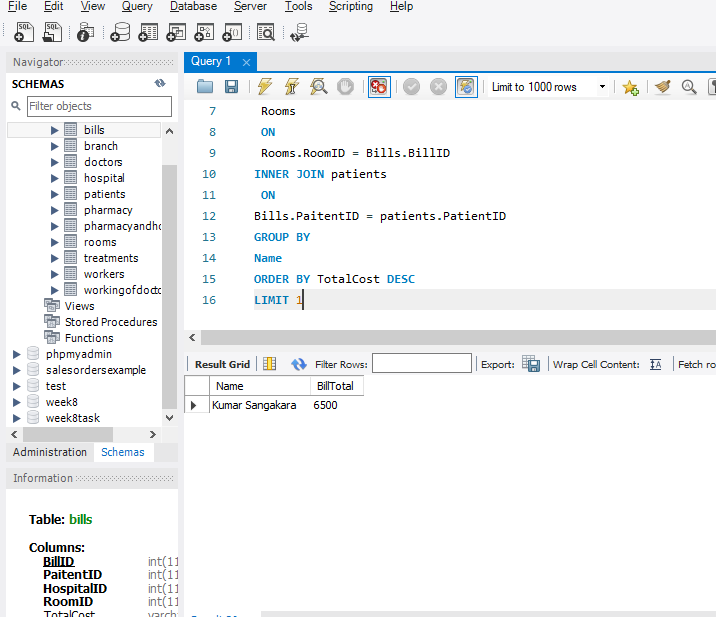 File Edit View Query Database Server Tools Scripting Help
Navigator
SCHEMAS
Filter objects
bills
branch
doctors
hospital
patients
pharmacy
pharmacyandho
rooms
treatments
workers
workingofdocto
Views
Stored Procedures
Functions
phpmyadmin
salesordersexample
test
week8
week8task
Administration Schemas
Information
Table: bills
Columns:
BillID int(11
PaitentID int(11
HospitalID int(11
RoomID int(11
TotalCost varch
Query 1
Limit to 1000 rows
7 Rooms
8 ON
9 Rooms.RoomID = Bills.BillID
10 INNER JOIN patients
11 ON
12 Bills.PaitentID = patients.PatientID
13 GROUP BY
14 Name
15 ORDER BY TotalCost DESC
16 LIMIT 1
Result Grid Filter Rows: Export: Wrap Cell Content: Fetch ro
Name BillTotal
Kumar Sangakara 6500